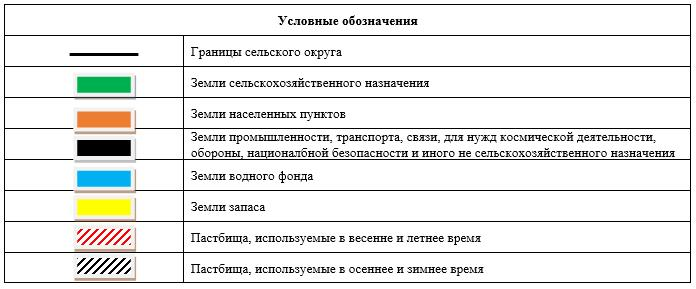 Условные обозначения
Границы сельского округа
Земли сельскохозяйственного назначения
Земли населенных пунктов
Земли промышленности, транспорта, связи, для нужд космической деятельности,
обороны, националбной безопасности и иного не сельскохозяйственного назначения
Земли водного фонда
Земли запаса
Пастбища, используемые в весенне и летнее время
Пастбища, используемые в осеннее и зимнее время